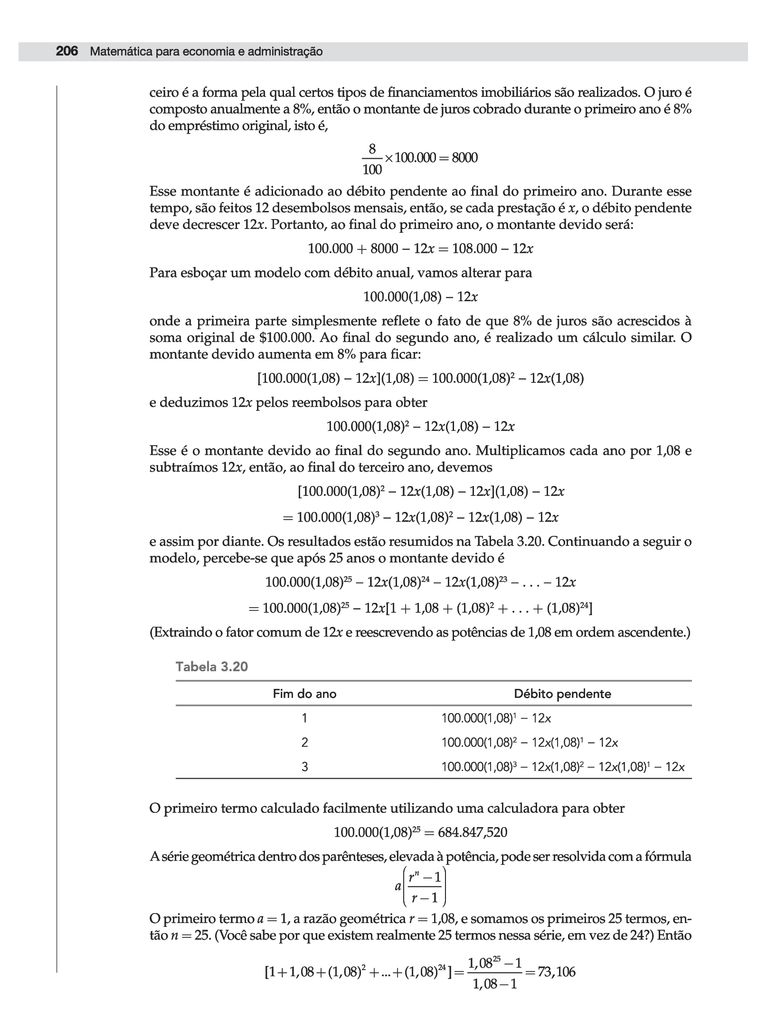 206 Matemática para economia e administração
ceiro é a forma pela qual certos tipos de financiamentos imobiliários são realizados. O juro é
composto anualmente a 8%, então o montante de juros cobrado durante o primeiro ano é 8%
do empréstimo original, isto é,
8/100 × 100.000 = 8000
Esse montante é adicionado ao débito pendente ao final do primeiro ano. Durante esse
tempo, são feitos 12 desembolsos mensais, então, se cada prestação é x, o débito pendente
deve decrescer 12x. Portanto, ao final do primeiro ano, o montante devido será:
100.000 + 8000 – 12x = 108.000 – 12x
Para esboçar um modelo com débito anual, vamos alterar para
100.000(1,08) – 12x
onde a primeira parte simplesmente reflete o fato de que 8% de juros são acrescidos à
soma original de $100.000. Ao final do segundo ano, é realizado um cálculo similar. O
montante devido aumenta em 8% para ficar:
[100.000(1,08) – 12x](1,08) = 100.000(1,08)² – 12x(1,08)
e deduzimos 12x pelos reembolsos para obter
100.000(1,08)² – 12x(1,08) – 12x
Esse é o montante devido ao final do segundo ano. Multiplicamos cada ano por 1,08 e
subtraímos 12x, então, ao final do terceiro ano, devemos
[100.000(1,08)² – 12x(1,08) – 12x](1,08) – 12x
= 100.000(1,08)³ – 12x(1,08)² – 12x(1,08) – 12x
e assim por diante. Os resultados estão resumidos na Tabela 3.20. Continuando a seguir o
modelo, percebe-se que após 25 anos o montante devido é
100.000(1,08)²⁵ – 12x(1,08)²⁴ – 12x(1,08)²³ – . . . – 12x
= 100.000(1,08)²⁵ – 12x[1 + 1,08 + (1,08)² + . . . + (1,08)²⁴]
(Extraindo o fator comum de 12x e reescrevendo as potências de 1,08 em ordem ascendente.)
Tabela 3.20
Fim do ano Débito pendente
1 100.000(1,08)¹ – 12x
2 100.000(1,08)² – 12x(1,08)¹ – 12x
3 100.000(1,08)³ – 12x(1,08)² – 12x(1,08)¹ – 12x
O primeiro termo calculado facilmente utilizando uma calculadora para obter
100.000(1,08)²⁵ = 684.847,520
A série geométrica dentro dos parênteses, elevada à potência, pode ser resolvida com a fórmula
a((rⁿ – 1)/(r – 1))
O primeiro termo a = 1, a razão geométrica r = 1,08, e somamos os primeiros 25 termos, en-
tão n = 25. (Você sabe por que existem realmente 25 termos nessa série, em vez de 24?) Então
[1 + 1,08 + (1,08)² + ... + (1,08)²⁴] = (1,08²⁵ – 1)/(1,08 – 1) = 73,106